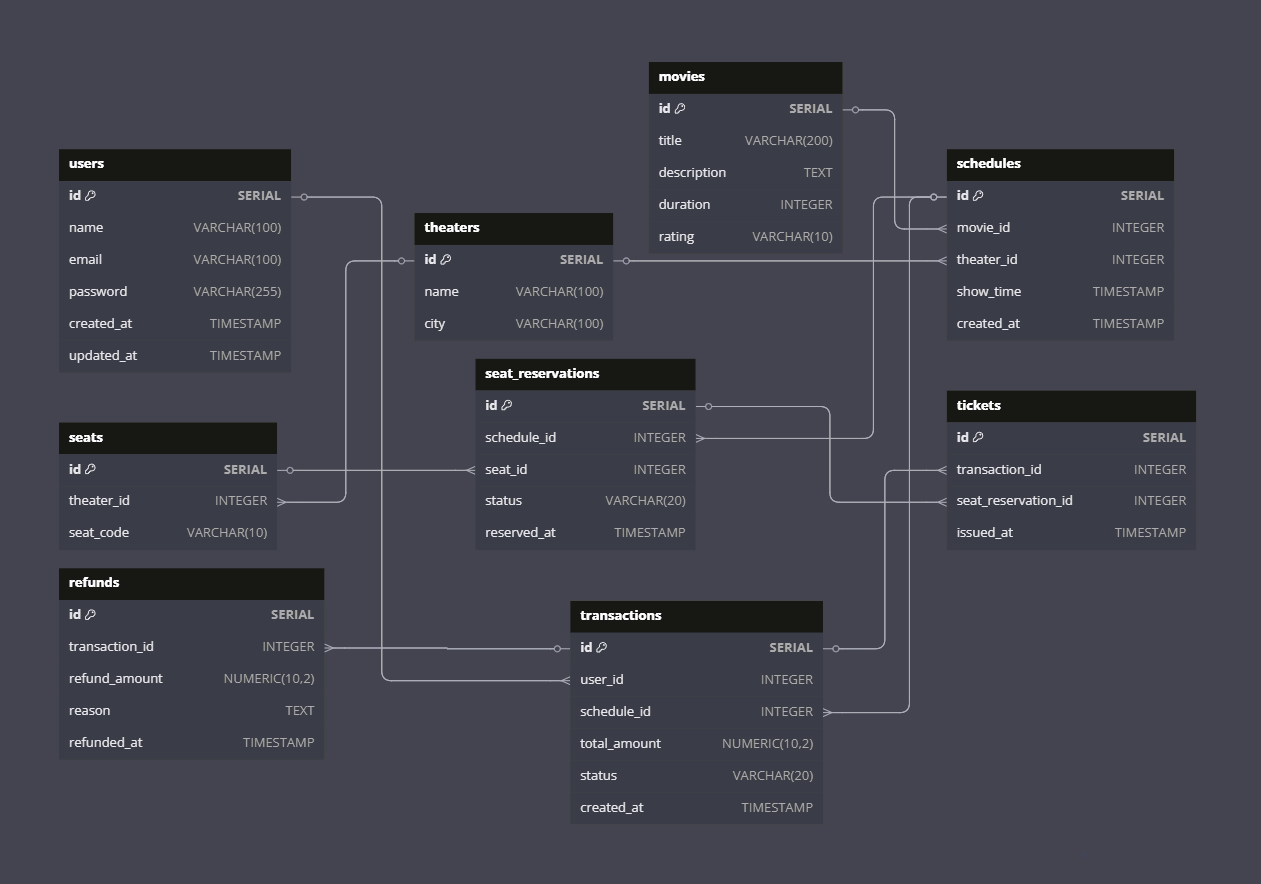 movies
id SERIAL
title VARCHAR(200)
description TEXT
duration INTEGER
rating VARCHAR(10)
users
id SERIAL
name VARCHAR(100)
email VARCHAR(100)
password VARCHAR(255)
created_at TIMESTAMP
updated_at TIMESTAMP
schedules
id SERIAL
movie_id INTEGER
theater_id INTEGER
show_time TIMESTAMP
created_at TIMESTAMP
theaters
id SERIAL
name VARCHAR(100)
city VARCHAR(100)
seat_reservations
id SERIAL
schedule_id INTEGER
seat_id INTEGER
status VARCHAR(20)
reserved_at TIMESTAMP
tickets
id SERIAL
transaction_id INTEGER
seat_reservation_id INTEGER
issued_at TIMESTAMP
seats
id SERIAL
theater_id INTEGER
seat_code VARCHAR(10)
refunds
id SERIAL
transaction_id INTEGER
refund_amount NUMERIC(10,2)
reason TEXT
refunded_at TIMESTAMP
transactions
id SERIAL
user_id INTEGER
schedule_id INTEGER
total_amount NUMERIC(10,2)
status VARCHAR(20)
created_at TIMESTAMP